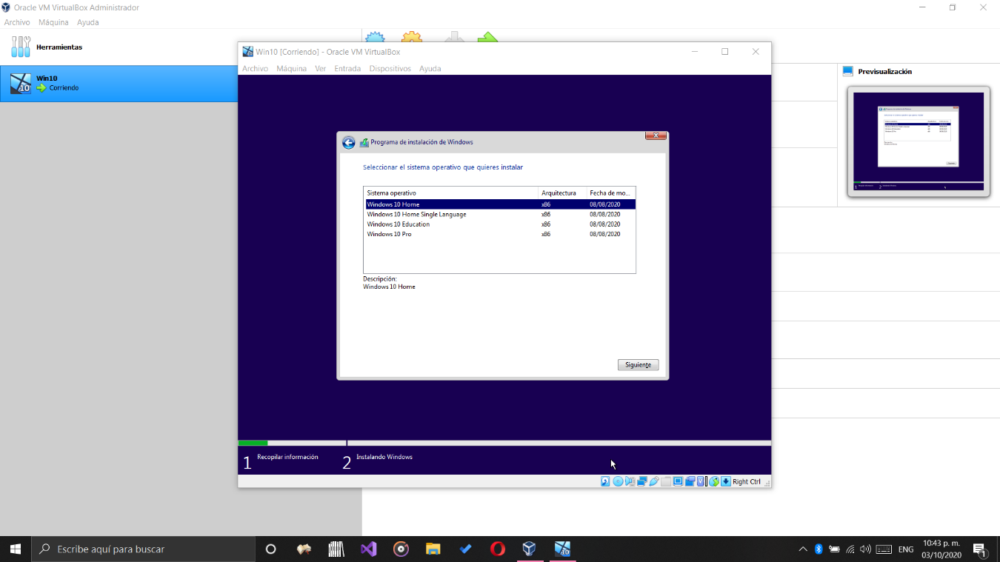 Oracle VM VirtualBox Administrador
Archivo Máquina Ayuda
Herramientas
Win10
Corriendo
Win10 [Corriendo] - Oracle VM VirtualBox
Archivo Máquina Ver Entrada Dispositivos Ayuda
Previsualización
Programa de instalación de Windows
Seleccionar el sistema operativo que quieres instalar
Sistema operativo Arquitectura Fecha de mo...
Windows 10 Home x86 08/08/2020
Windows 10 Home Single Language x86 08/08/2020
Windows 10 Education x86 08/08/2020
Windows 10 Pro x86 08/08/2020
Descripción:
Windows 10 Home
Siguiente
1 Recopilar información 2 Instalando Windows
Right Ctrl
Escribe aquí para buscar
ENG
10:43 p. m.
03/10/2020
1